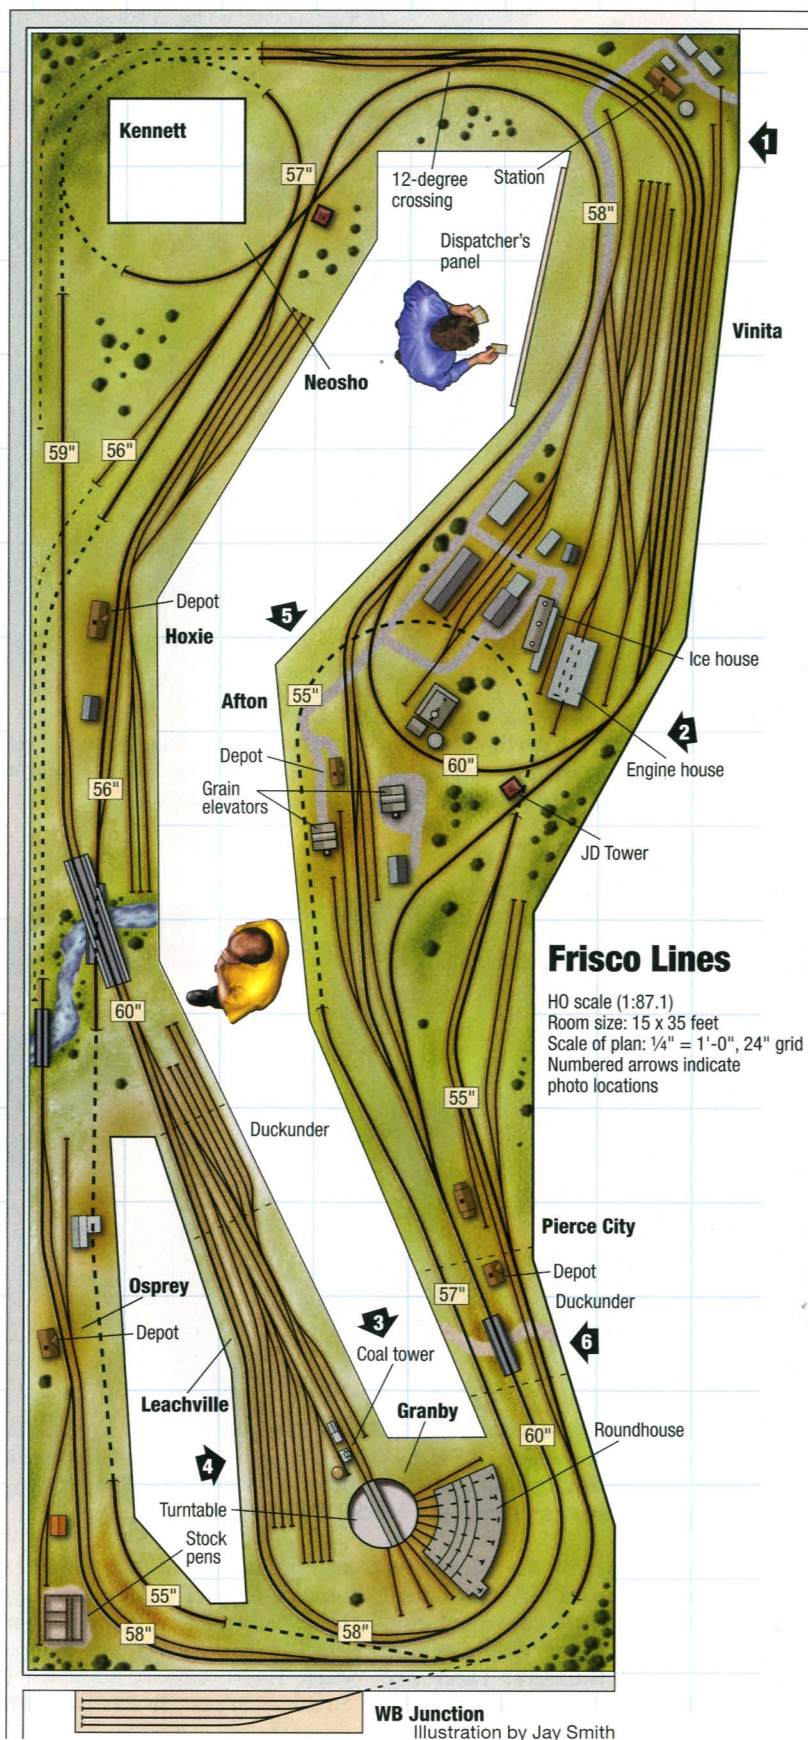 Kennett
57"
12-degree
crossing
Station
1
58"
Dispatcher's
panel
Vinita
Neosho
59"
56"
Depot
Hoxie
5
Ice house
Afton
55"
2
Depot
60"
Engine house
Grain
elevators
56"
JD Tower
Frisco Lines
HO scale (1:87.1)
Room size: 15 x 35 feet
Scale of plan: ¼" = 1'-0", 24" grid
Numbered arrows indicate
photo locations
60"
55"
Duckunder
Pierce City
Depot
Duckunder
Osprey
57"
Depot
3
6
Coal tower
Leachville
Granby
Roundhouse
60"
4
Turntable
Stock
pens
55"
58"
58"
WB Junction
Illustration by Jay Smith